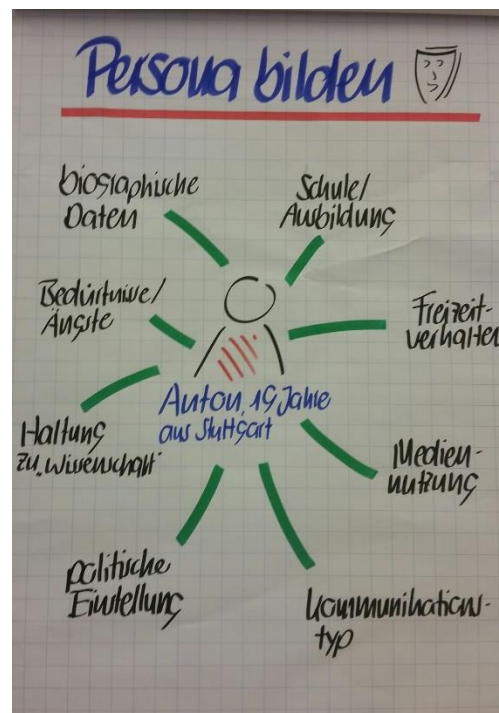 Persona bilden
biographische
Daten
Schule/
Ausbildung
Bedürfnisse/
Ängste
Freizeit-
verhalten
Anton, 19 Jahre
aus Stuttgart
Haltung
zu "Wissenschaft"
Medien-
nutzung
politische
Einstellung
Kommunikations-
typ